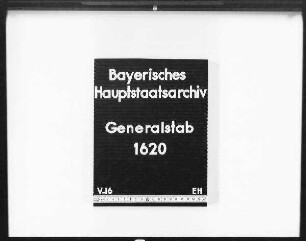 Bayerisches
Hauptstaatsarchiv
Generalstab
1620
V.16 EH